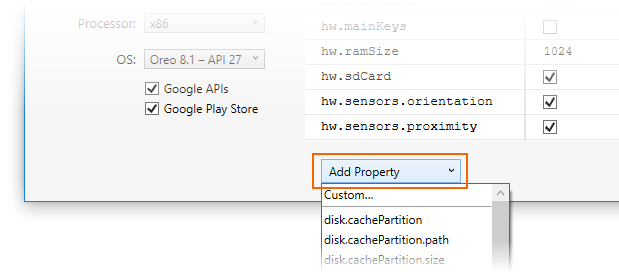 Processor: x86
OS: Oreo 8.1 – API 27
Google APIs
Google Play Store
hw.mainKeys
hw.ramSize 1024
hw.sdCard
hw.sensors.orientation
hw.sensors.proximity
Add Property
Custom...
disk.cachePartition
disk.cachePartition.path
disk.cachePartition.size